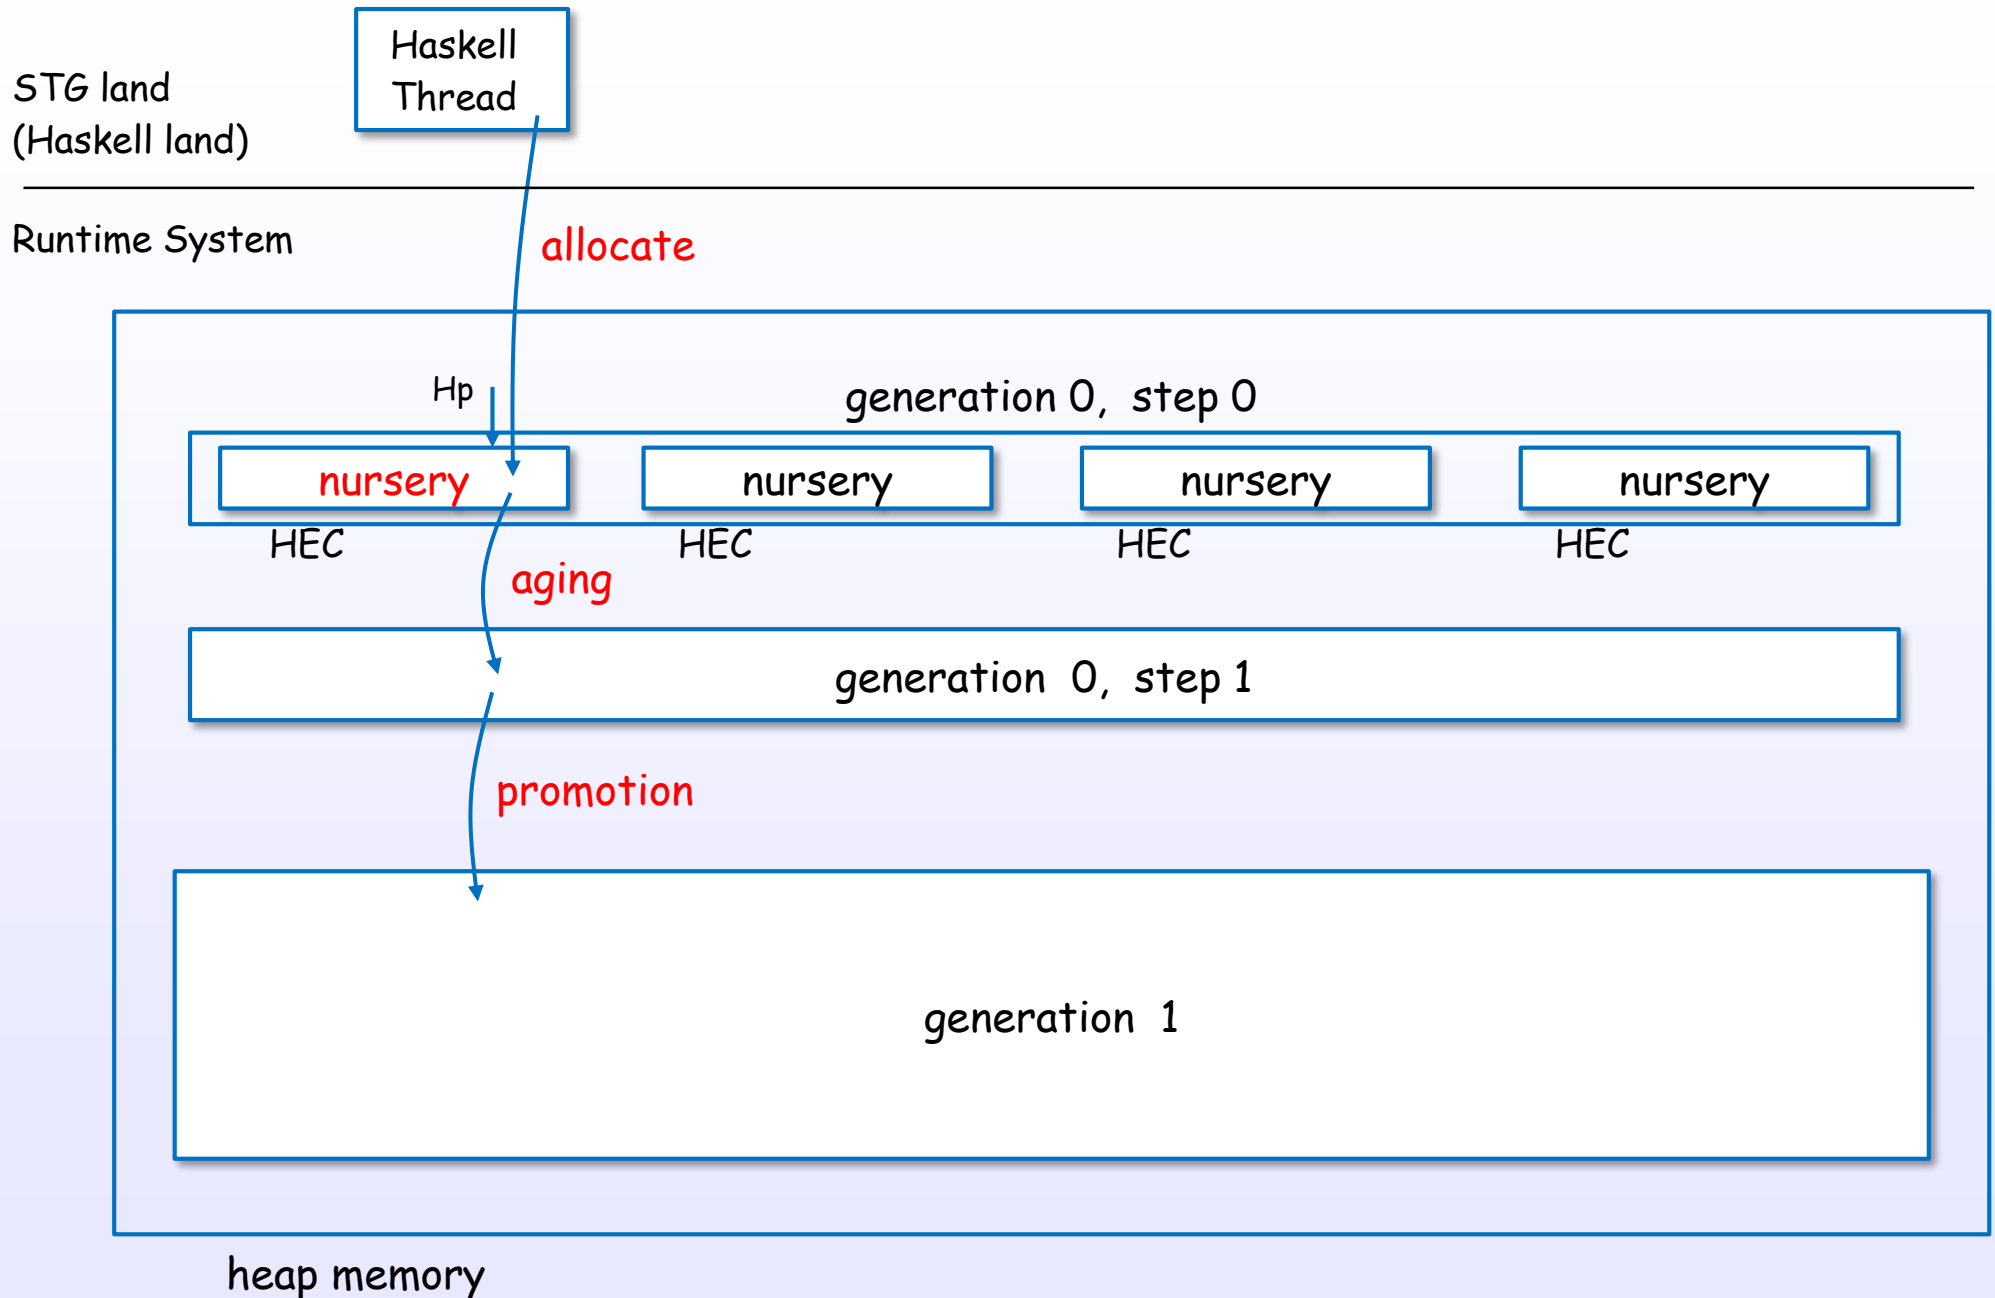 Haskell
Thread
STG land
(Haskell land)
Runtime System
allocate
Hp
generation 0, step 0
nursery
nursery
nursery
nursery
HEC
HEC
HEC
HEC
aging
generation 0, step 1
promotion
generation 1
heap memory